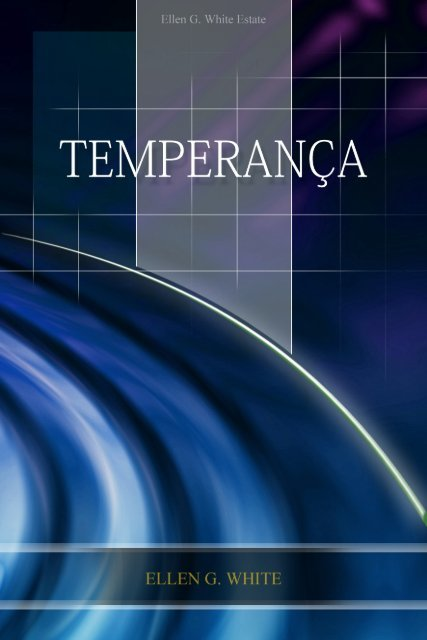 Ellen G. White Estate
TEMPERANÇA
ELLEN G. WHITE